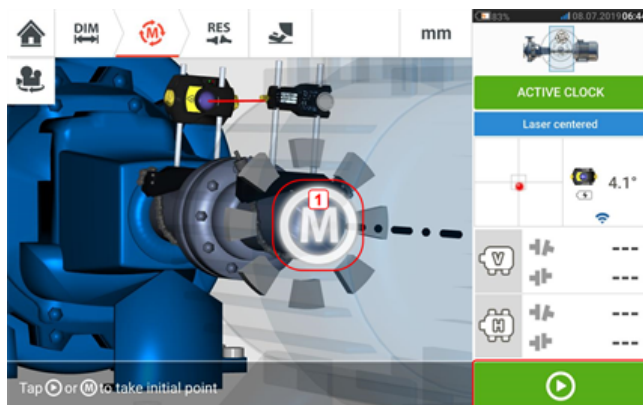 DIM
M
RES
mm
83%
08.07.2019 06:44
ACTIVE CLOCK
Laser centered
4.1°
1
M
V
---
---
H
---
---
Tap or M to take initial point